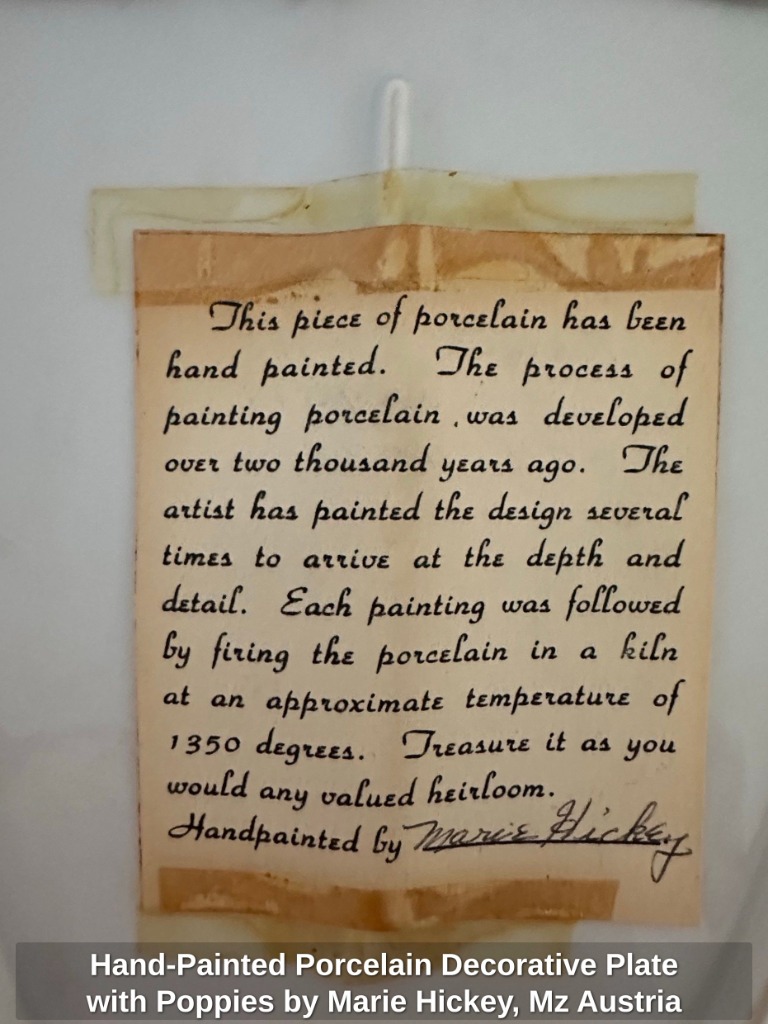 This piece of porcelain has been
hand painted. The process of
painting porcelain was developed
over two thousand years ago. The
artist has painted the design several
times to arrive at the depth and
detail. Each painting was followed
by firing the porcelain in a kiln
at an approximate temperature of
1350 degrees. Treasure it as you
would any valued heirloom.
Handpainted by Marie Hickey
Hand-Painted Porcelain Decorative Plate
with Poppies by Marie Hickey, Mz Austria